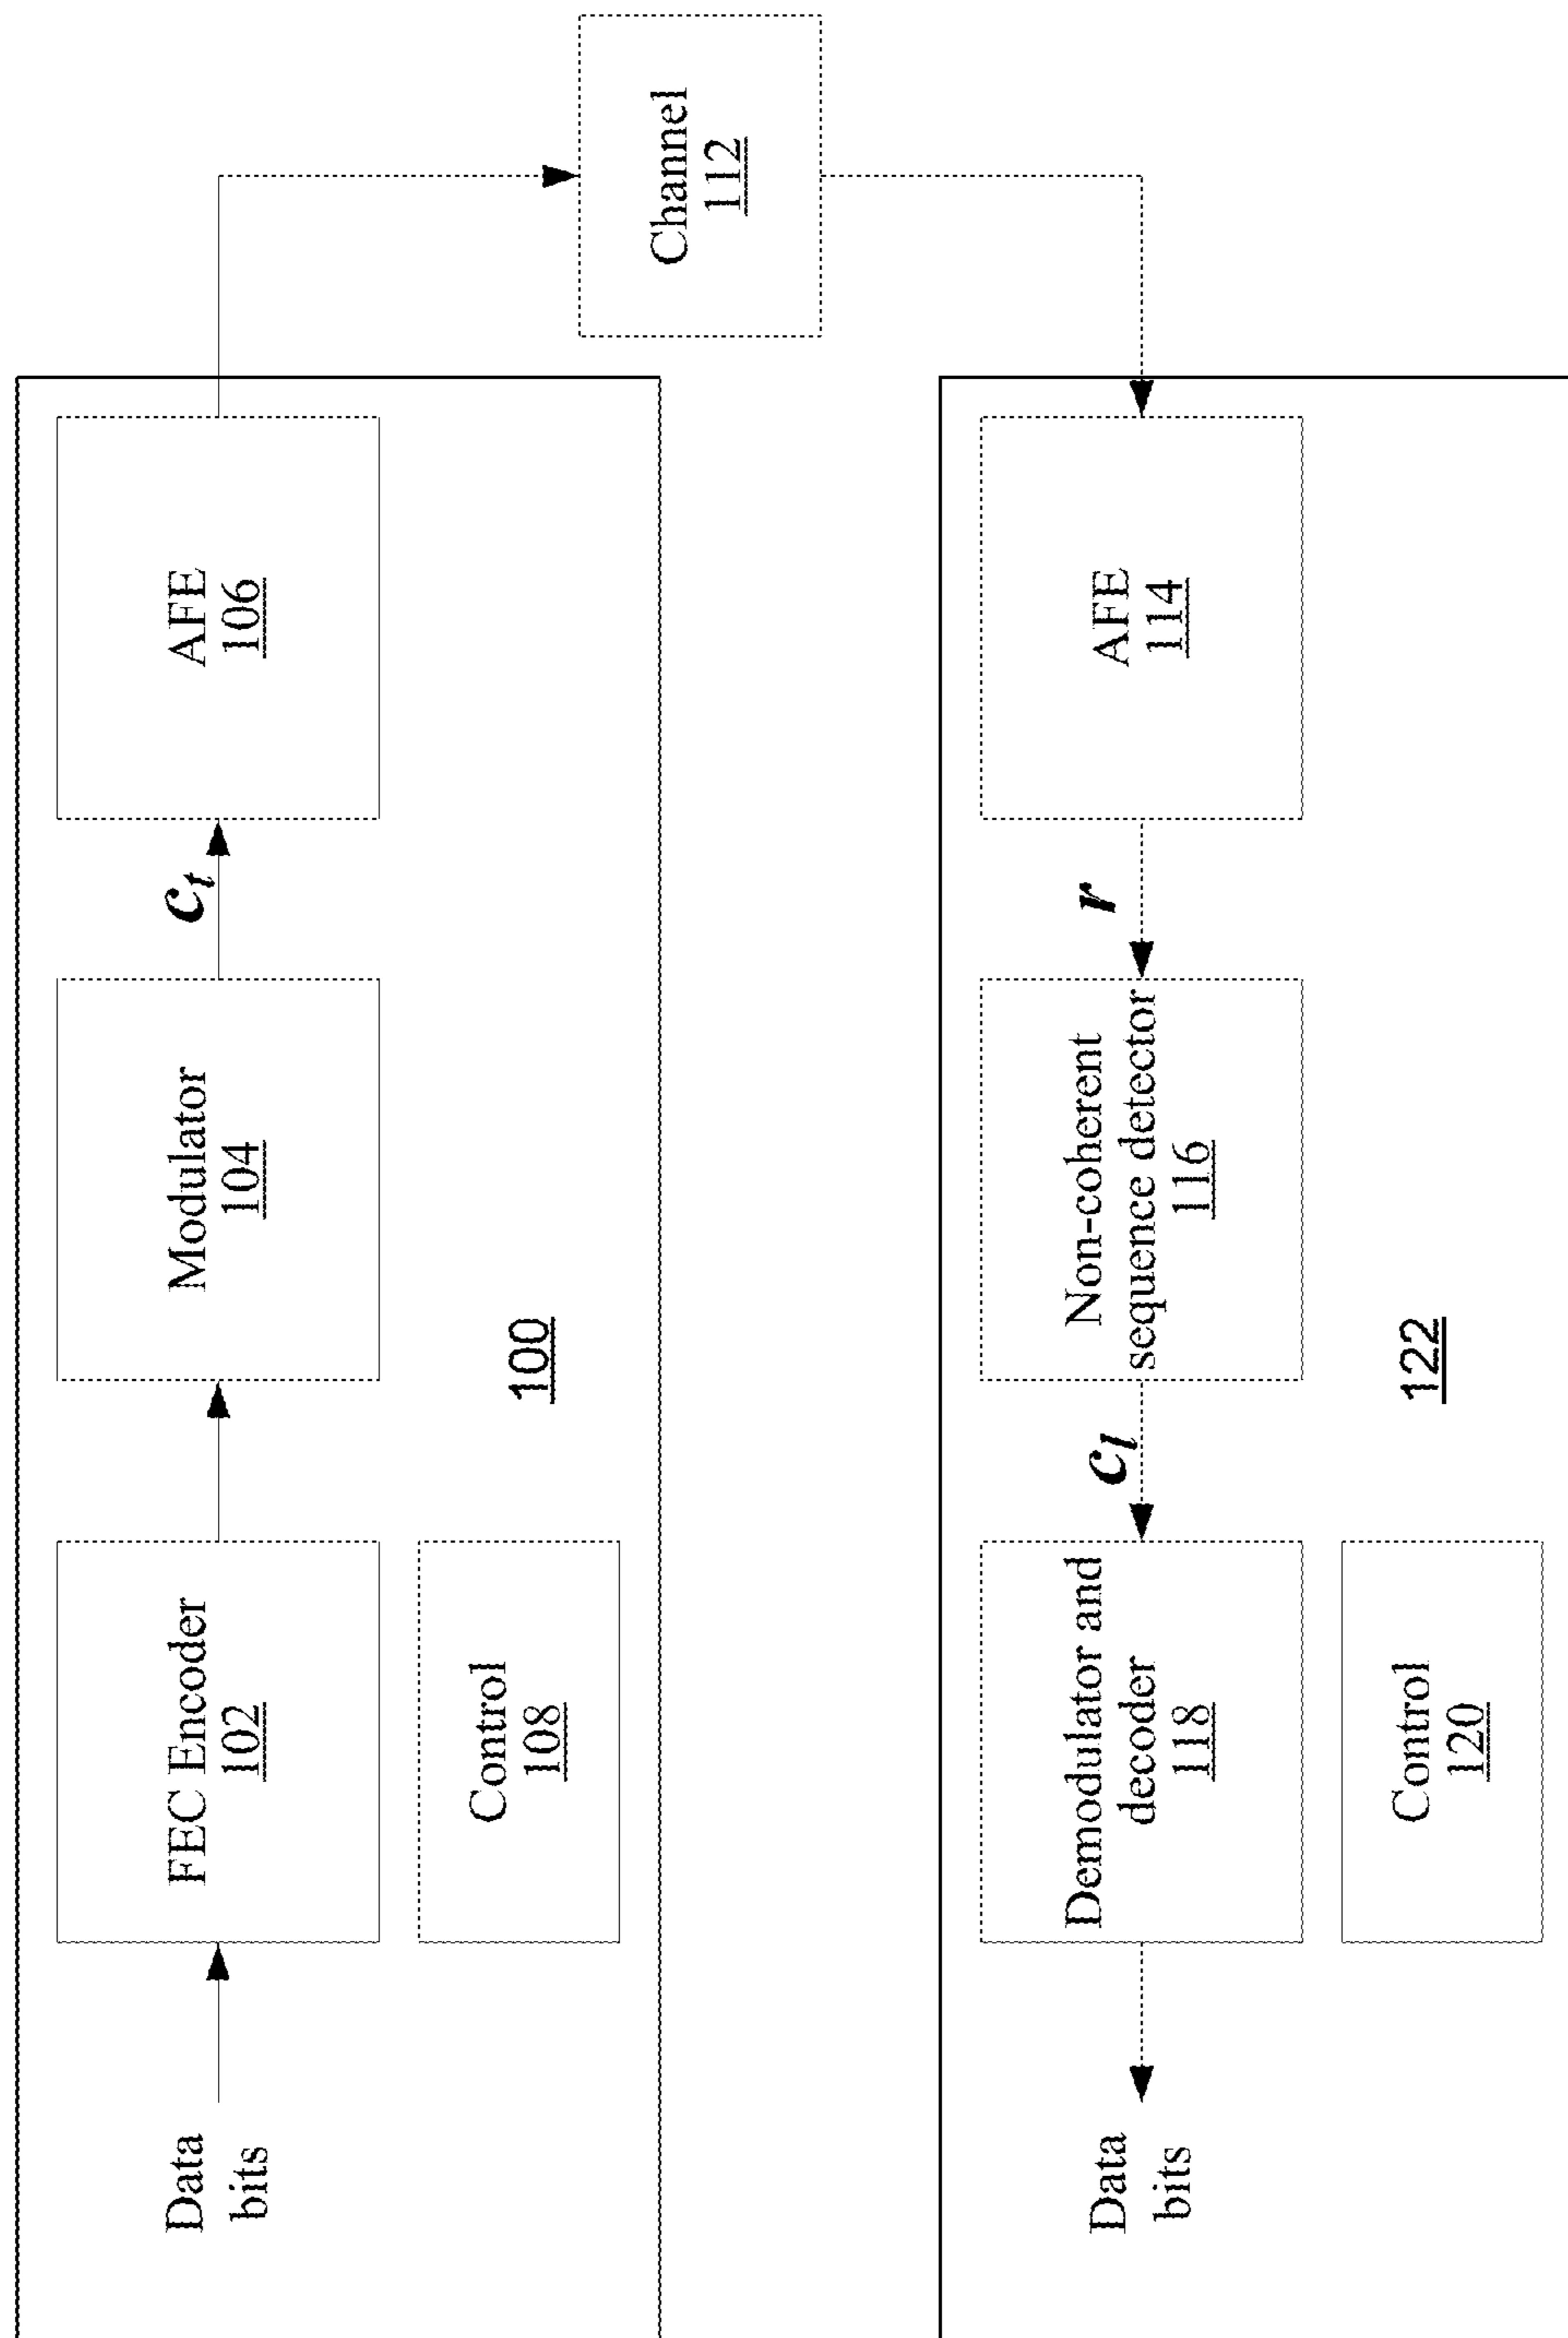 Data
bits
FEC Encoder
102
Modulator
104
c_t
AFE
106
Control
108
100
Channel
112
AFE
114
r
Non-coherent
sequence detector
116
c_l
Demodulator and
decoder
118
Data
bits
Control
120
122